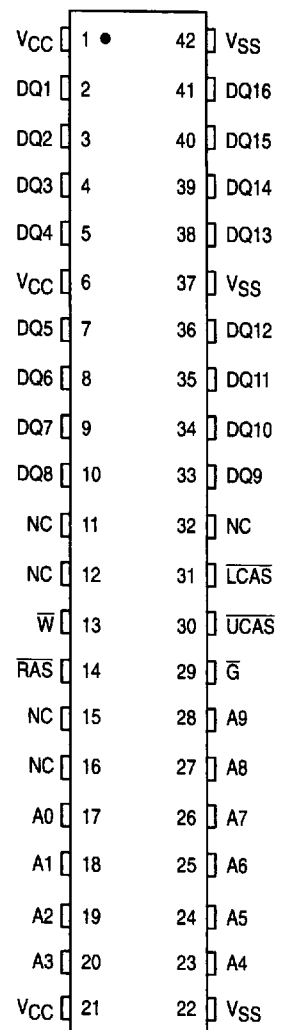 VCC 1 42 VSS
DQ1 2 41 DQ16
DQ2 3 40 DQ15
DQ3 4 39 DQ14
DQ4 5 38 DQ13
VCC 6 37 VSS
DQ5 7 36 DQ12
DQ6 8 35 DQ11
DQ7 9 34 DQ10
DQ8 10 33 DQ9
NC 11 32 NC
NC 12 31 L̅C̅A̅S̅
W̅ 13 30 U̅C̅A̅S̅
R̅A̅S̅ 14 29 G̅
NC 15 28 A9
NC 16 27 A8
A0 17 26 A7
A1 18 25 A6
A2 19 24 A5
A3 20 23 A4
VCC 21 22 VSS